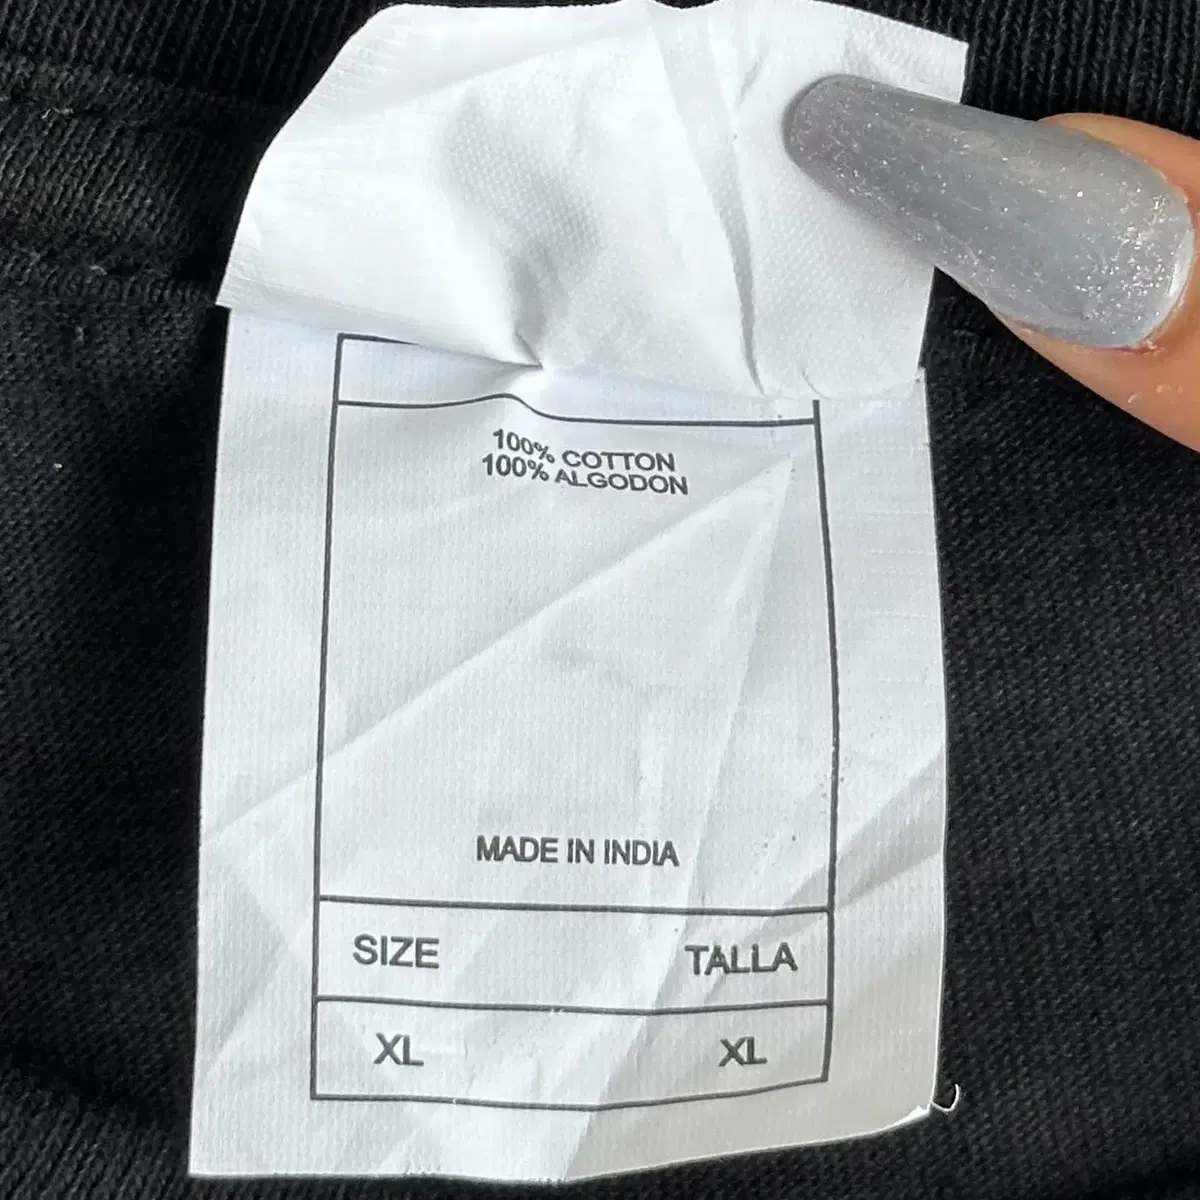 100% COTTON
100% ALGODON
MADE IN INDIA
SIZE TALLA
XL XL